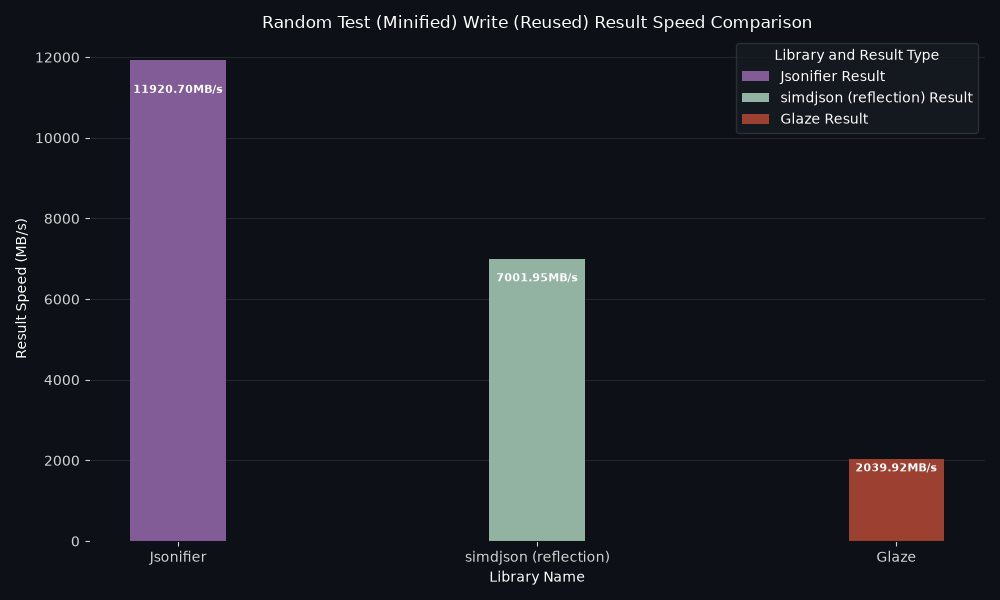 Random Test (Minified) Write (Reused) Result Speed Comparison
Library and Result Type
Jsonifier Result
simdjson (reflection) Result
Glaze Result
12000
10000
8000
6000
4000
2000
0
Result Speed (MB/s)
11920.70MB/s
7001.95MB/s
2039.92MB/s
Jsonifier
simdjson (reflection)
Glaze
Library Name